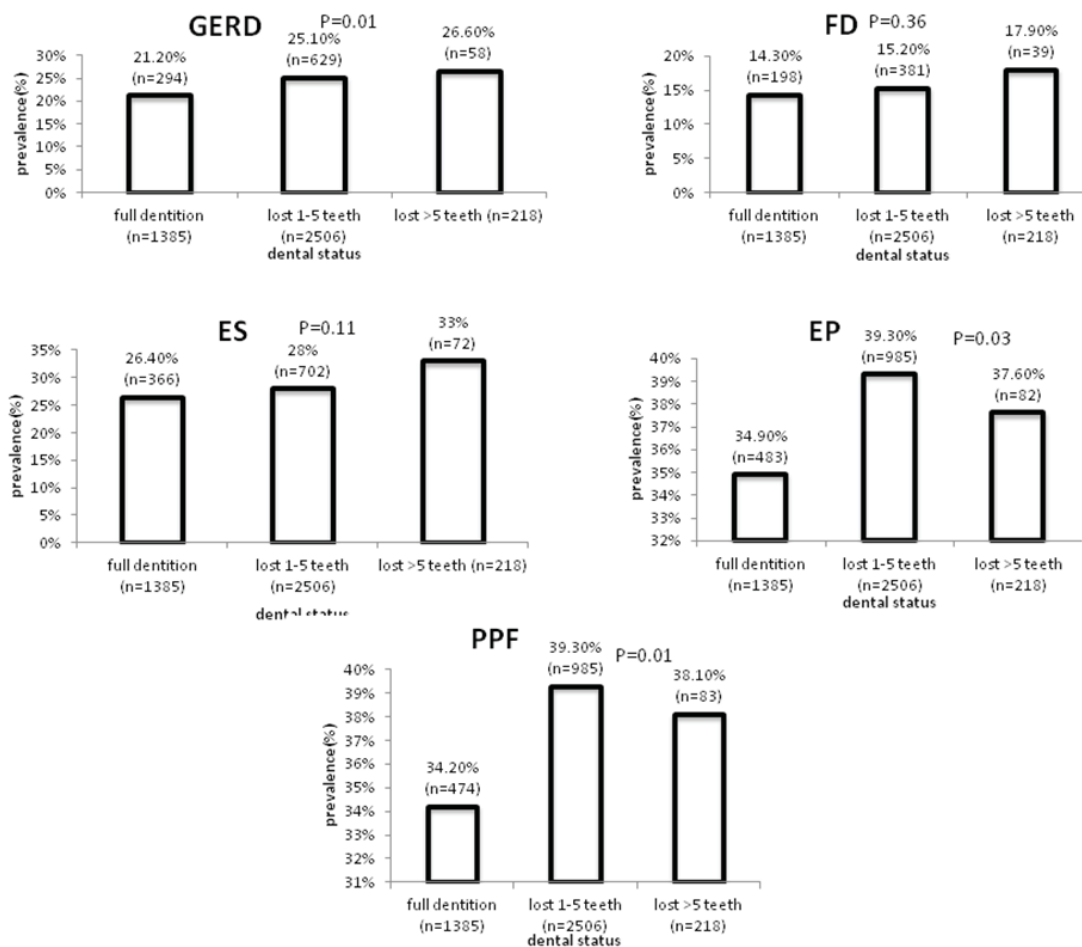 GERD
P=0.01
prevalence(%)
30%
25%
20%
15%
10%
5%
0%
21.20%
(n=294)
25.10%
(n=629)
26.60%
(n=58)
full dentition
(n=1385)
lost 1-5 teeth
(n=2506)
lost >5 teeth (n=218)
dental status
FD
P=0.36
prevalence(%)
20%
15%
10%
5%
0%
14.30%
(n=198)
15.20%
(n=381)
17.90%
(n=39)
full dentition
(n=1385)
lost 1-5 teeth
(n=2506)
lost >5 teeth
(n=218)
dental status
ES
P=0.11
prevalence(%)
35%
30%
25%
20%
15%
10%
5%
0%
26.40%
(n=366)
28%
(n=702)
33%
(n=72)
full dentition
(n=1385)
lost 1-5 teeth
(n=2506)
lost >5 teeth (n=218)
dental status
EP
P=0.03
prevalence(%)
40%
39%
38%
37%
36%
35%
34%
33%
32%
34.90%
(n=483)
39.30%
(n=985)
37.60%
(n=82)
full dentition
(n=1385)
lost 1-5 teeth
(n=2506)
lost >5 teeth
(n=218)
dental status
PPF
P=0.01
prevalence(%)
40%
39%
38%
37%
36%
35%
34%
33%
32%
31%
34.20%
(n=474)
39.30%
(n=985)
38.10%
(n=83)
full dentition
(n=1385)
lost 1-5 teeth
(n=2506)
lost >5 teeth
(n=218)
dental status